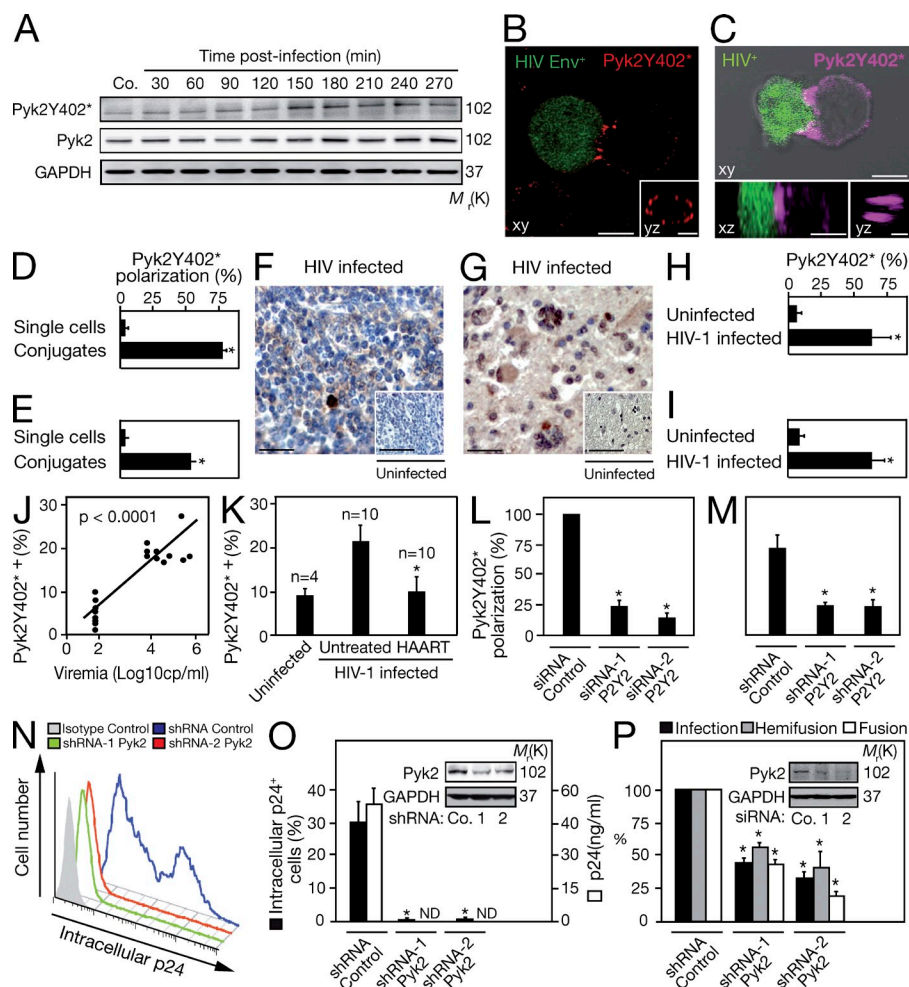 A
Time post-infection (min)
Co. 30 60 90 120 150 180 210 240 270
Pyk2Y402* 102
Pyk2 102
GAPDH 37
Mr(K)
B
HIV Env+ Pyk2Y402*
xy
yz
C
HIV+ Pyk2Y402*
xy
xz
yz
D
Pyk2Y402*
polarization (%)
0 25 75
Single cells
Conjugates *
E
Single cells
Conjugates *
F HIV infected
Uninfected
G HIV infected
Uninfected
H
Pyk2Y402* (%)
0 25 75
Uninfected
HIV-1 infected *
I
Uninfected
HIV-1 infected *
J
p < 0.0001
Pyk2Y402* + (%)
30
20
10
0
0 2 4 6
Viremia (Log10cp/ml)
K
Pyk2Y402* + (%)
30
20
10
0
n=4
n=10
n=10
*
Uninfected
Untreated HAART
HIV-1 infected
L
Pyk2Y402*
polarization
(%)
100
75
50
25
0
* *
siRNA Control
siRNA-1 P2Y2
siRNA-2 P2Y2
M
* *
shRNA Control
shRNA-1 P2Y2
shRNA-2 P2Y2
N
Isotype Control shRNA Control
shRNA-1 Pyk2 shRNA-2 Pyk2
Cell number
Intracellular p24
O
Intracellular p24+
cells (%)
40
30
20
10
0
Mr(K)
Pyk2 102
GAPDH 37
shRNA: Co. 1 2
* ND * ND
60
45
30
15
0
p24(ng/ml)
shRNA Control
shRNA-1 Pyk2
shRNA-2 Pyk2
P
Infection Hemifusion Fusion
%
100
75
50
25
0
Mr(K)
Pyk2 102
GAPDH 37
siRNA: Co. 1 2
* * * * * *
shRNA Control
shRNA-1 Pyk2
shRNA-2 Pyk2